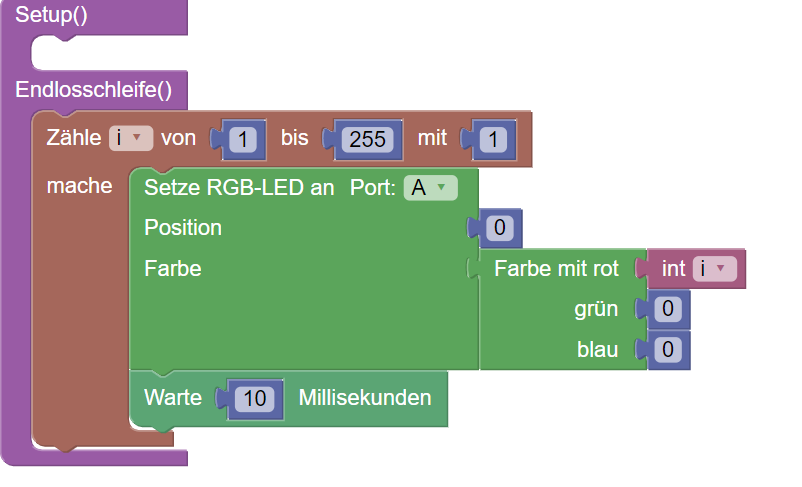 Setup()
Endlosschleife()
Zähle i von 1 bis 255 mit 1
mache Setze RGB-LED an Port: A
Position 0
Farbe Farbe mit rot int i
grün 0
blau 0
Warte 10 Millisekunden